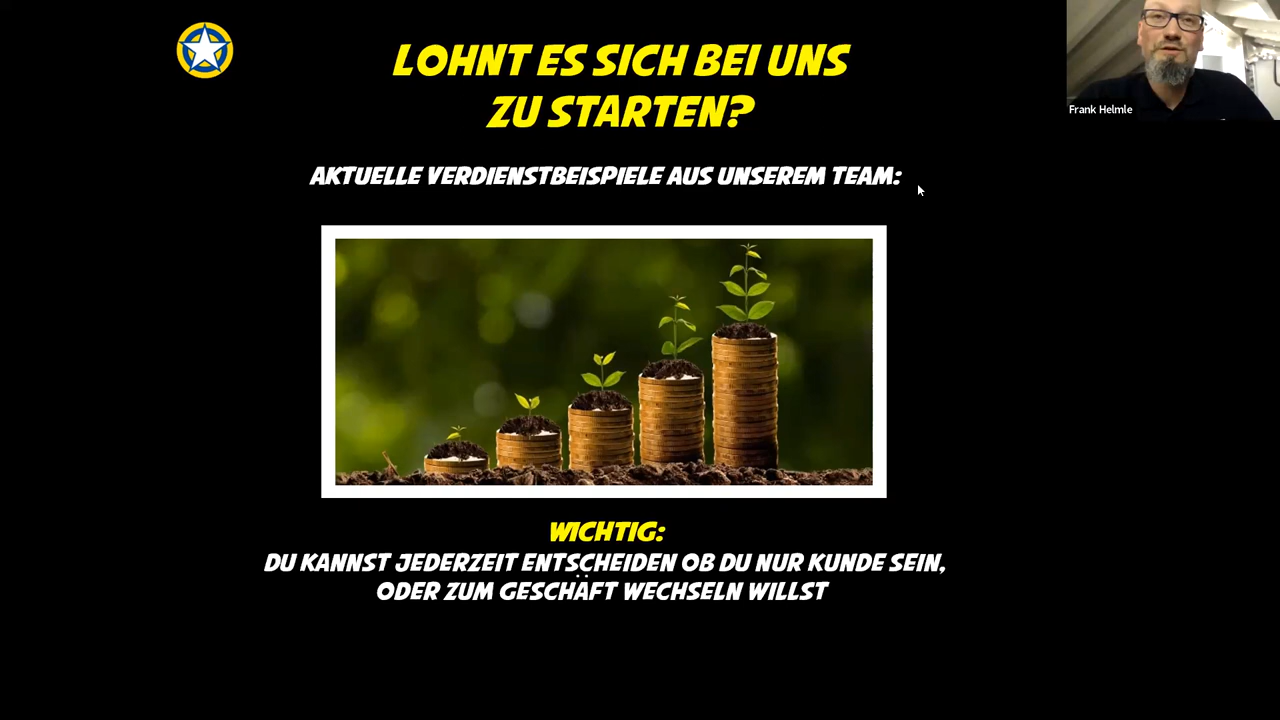 LOHNT ES SICH BEI UNS
ZU STARTEN?
Frank Helmle
AKTUELLE VERDIENSTBEISPIELE AUS UNSEREM TEAM:
WICHTIG:
DU KANNST JEDERZEIT ENTSCHEIDEN OB DU NUR KUNDE SEIN,
ODER ZUM GESCHÄFT WECHSELN WILLST